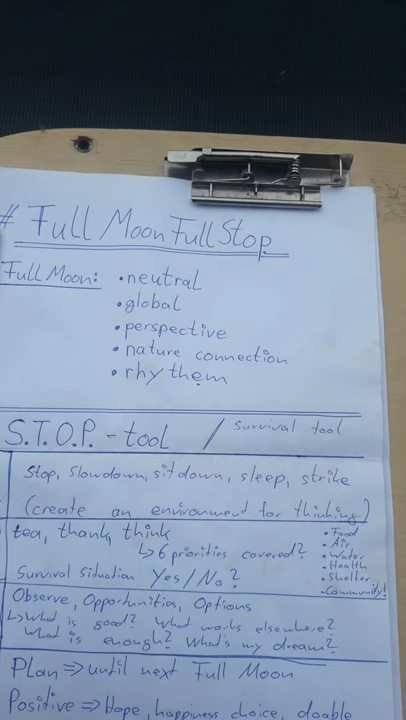 # Full Moon Full Stop
Full Moon: • neutral
• global
• perspective
• nature connection
• rhythem
S.T.O.P. - tool / survival tool
Stop, slowdown, sit down, sleep, strike
(create an environment for thinking)
tea, thank, think
↳ 6 priorities covered?
• Food
• Air
• Water
• Health
• Shelter
• Community!
Survival Situation Yes / No ?
Observe, Opportunities, Options
↳ What is good? What works elsewhere?
What is enough? What's my dream?
Plan ⇒ until next Full Moon
Positive ⇒ Hope, happiness choice, doable